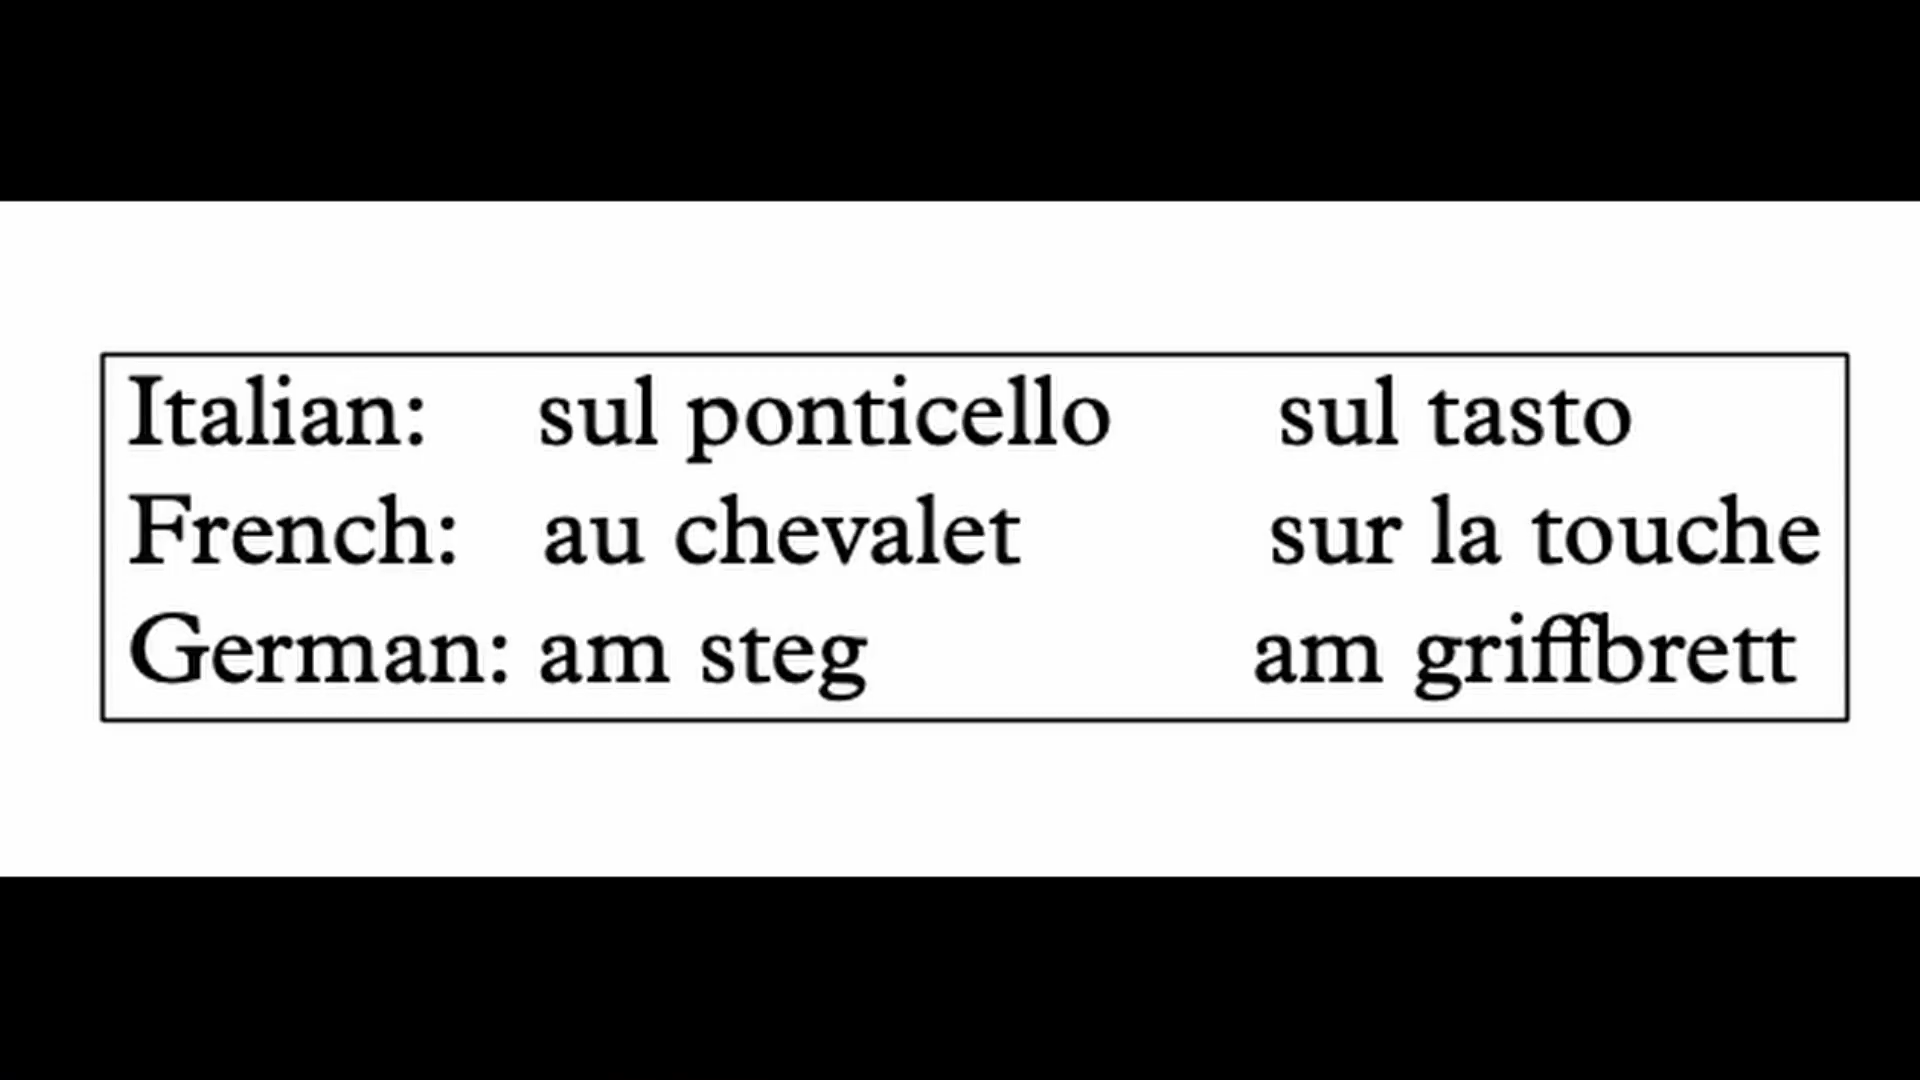 Italian: sul ponticello sul tasto
French: au chevalet sur la touche
German: am steg am griffbrett